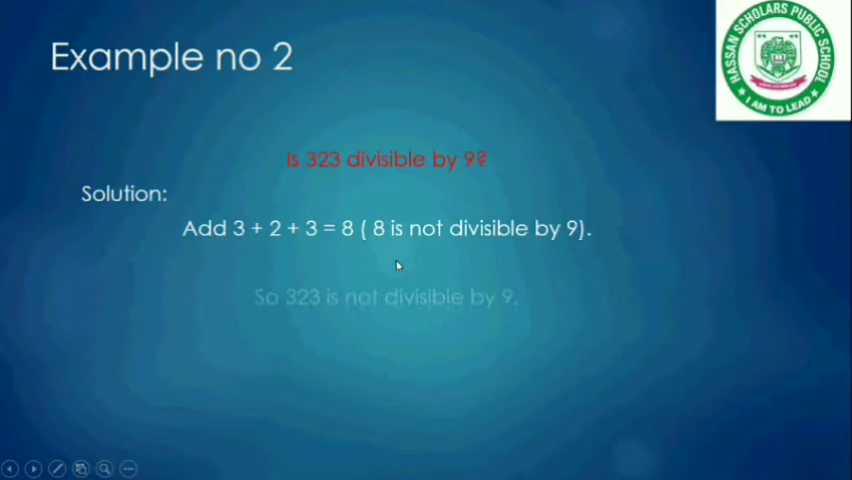 Example no 2
HASSAN SCHOLARS PUBLIC SCHOOL
I AM TO LEAD
Is 323 divisible by 9?
Solution:
Add 3 + 2 + 3 = 8 ( 8 is not divisible by 9).
So 323 is not divisible by 9.